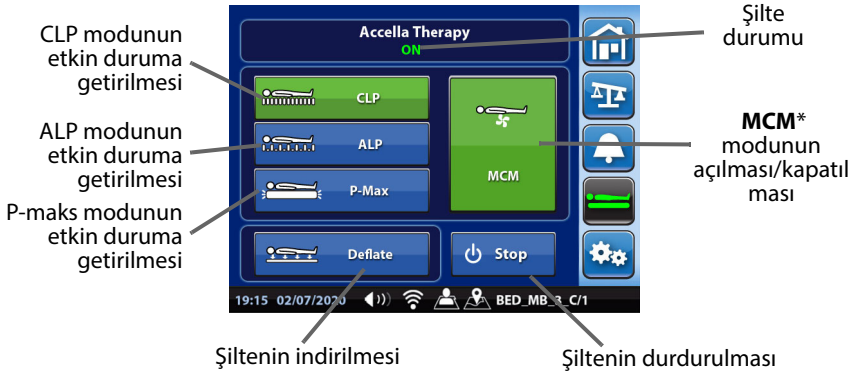 CLP modunun
etkin duruma
getirilmesi
ALP modunun
etkin duruma
getirilmesi
P-maks modunun
etkin duruma
getirilmesi
Accella Therapy
ON
CLP
ALP
P-Max
MCM
Deflate
Stop
19:15 02/07/2020 BED_MB_3_C/1
Şilte
durumu
MCM*
modunun
açılması/kapatıl
ması
Şiltenin indirilmesi
Şiltenin durdurulması